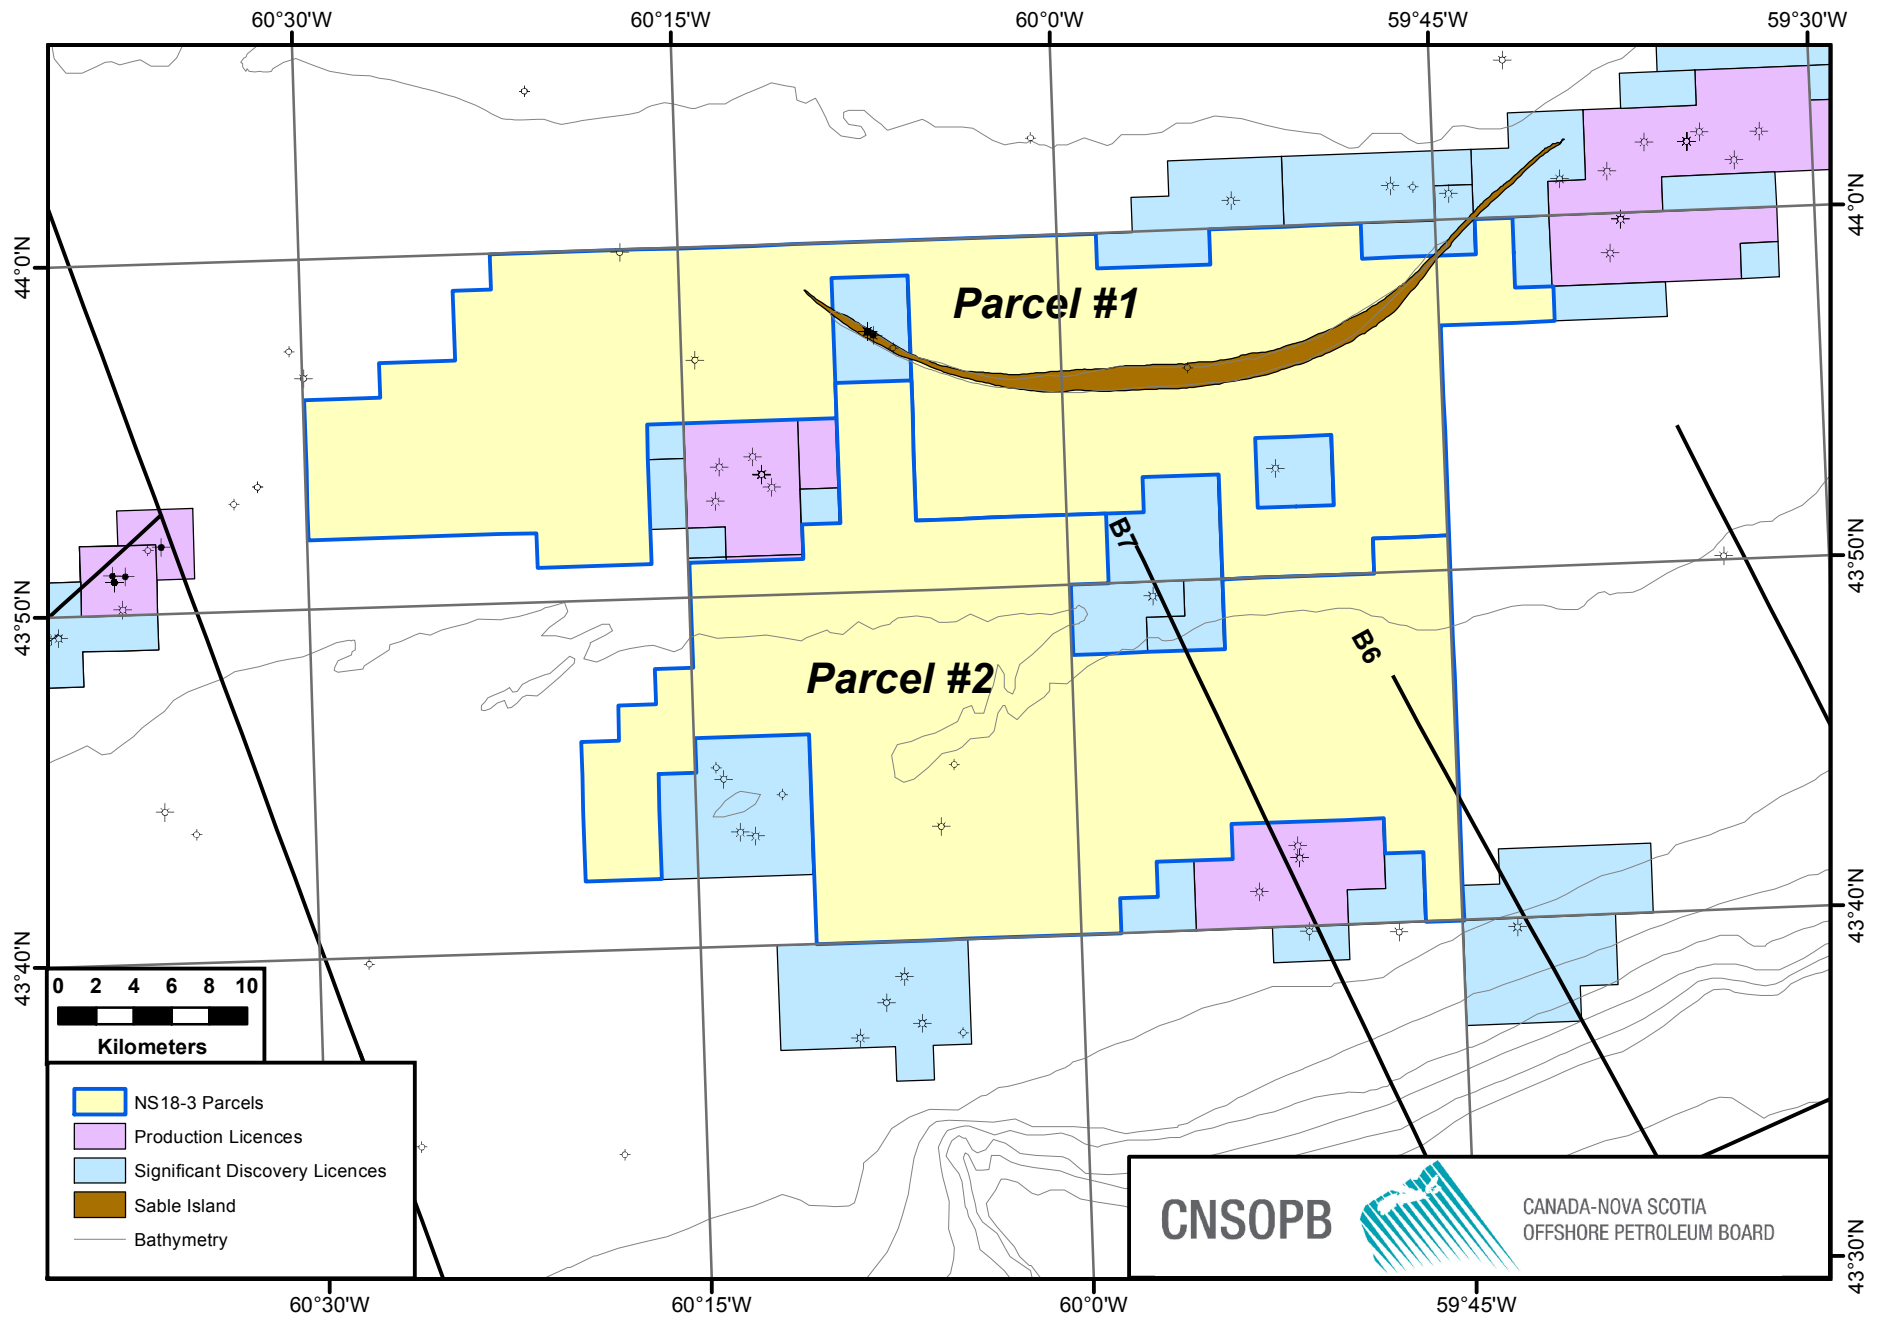 60°30'W 60°15'W 60°0'W 59°45'W 59°30'W
44°0'N
44°0'N
Parcel #1
B7
43°50'N
43°50'N
B6
Parcel #2
43°40'N
43°40'N
0 2 4 6 8 10
Kilometers
NS18-3 Parcels
Production Licences
Significant Discovery Licences
Sable Island
Bathymetry
CNSOPB
CANADA-NOVA SCOTIA
OFFSHORE PETROLEUM BOARD
43°30'N
60°30'W 60°15'W 60°0'W 59°45'W